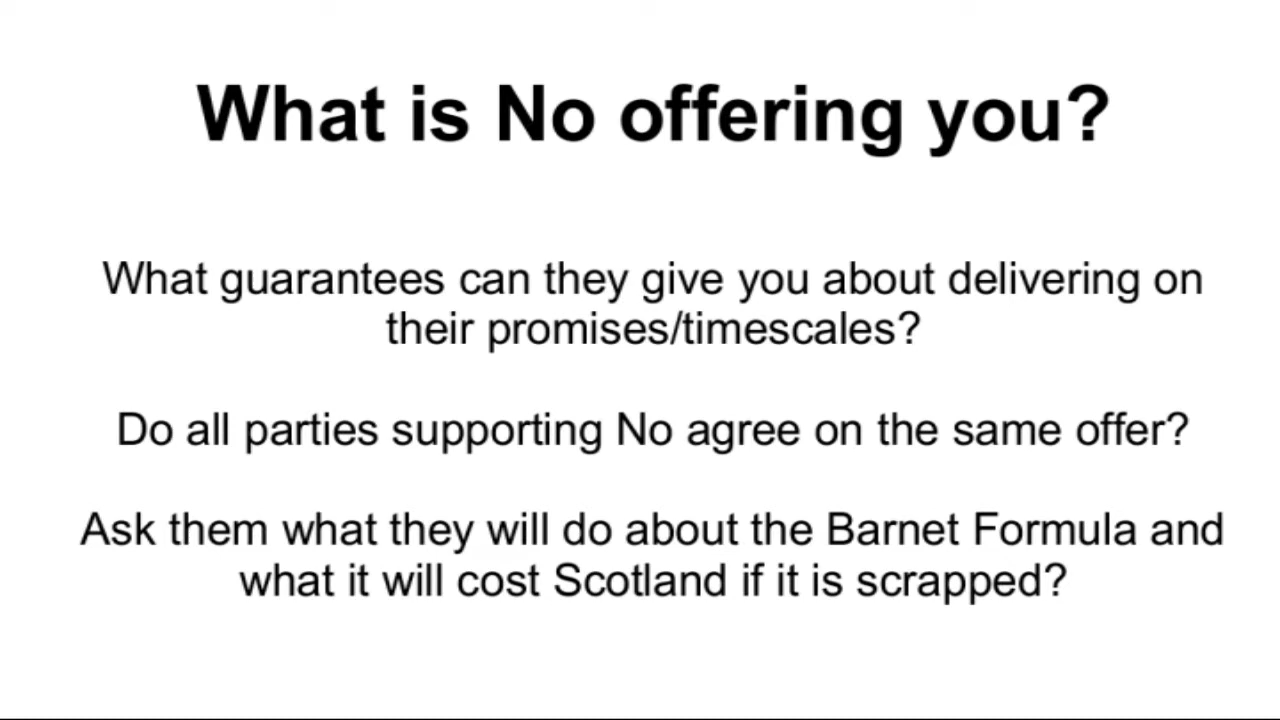 What is No offering you?
What guarantees can they give you about delivering on
their promises/timescales?
Do all parties supporting No agree on the same offer?
Ask them what they will do about the Barnet Formula and
what it will cost Scotland if it is scrapped?